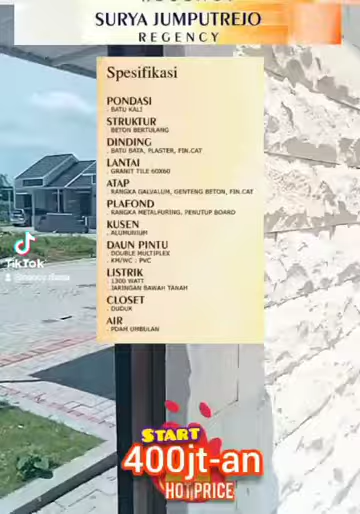 SURYA JUMPUTREJO
REGENCY
Spesifikasi
PONDASI
. BATU KALI
STRUKTUR
. BETON BERTULANG
DINDING
. BATU BATA, PLASTER, FIN.CAT
LANTAI
. GRANIT TILE 60X60
ATAP
. RANGKA GALVALUM, GENTENG BETON, FIN.CAT
PLAFOND
. RANGKA METALFURING, PENUTUP BOARD
KUSEN
. ALUMUNIUM
DAUN PINTU
. DOUBLE MULTIPLEX
. KM/WC : PVC
LISTRIK
. 1300 WATT
. JARINGAN BAWAH TANAH
CLOSET
. DUDUK
AIR
. PDAM UMBULAN
TikTok
START
400jt-an
HOT PRICE